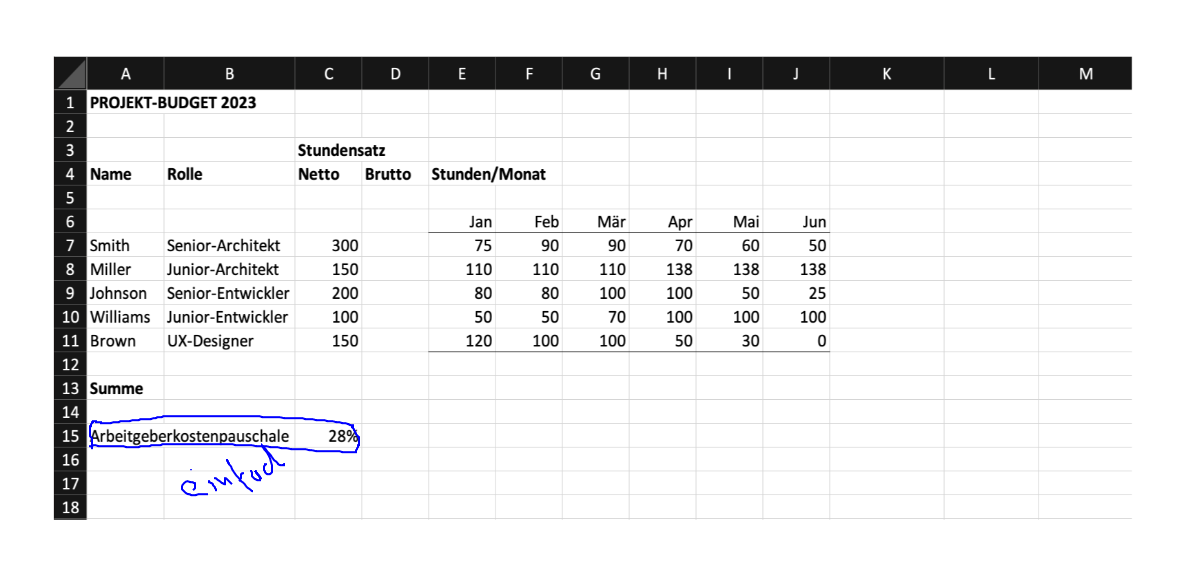 A B C D E F G H I J K L M
1 PROJEKT-BUDGET 2023
2
3 Stundensatz
4 Name Rolle Netto Brutto Stunden/Monat
5
6 Jan Feb Mär Apr Mai Jun
7 Smith Senior-Architekt 300 75 90 90 70 60 50
8 Miller Junior-Architekt 150 110 110 110 138 138 138
9 Johnson Senior-Entwickler 200 80 80 100 100 50 25
10 Williams Junior-Entwickler 100 50 50 70 100 100 100
11 Brown UX-Designer 150 120 100 100 50 30 0
12
13 Summe
14
15 Arbeitgeberkostenpauschale 28%
16
17
18